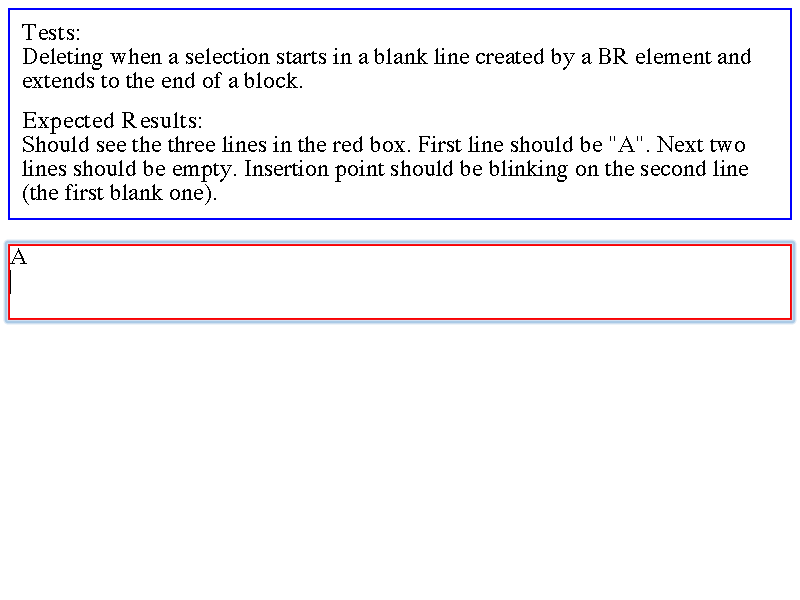 Tests:
Deleting when a selection starts in a blank line created by a BR element and
extends to the end of a block.
Expected Results:
Should see the three lines in the red box. First line should be "A". Next two
lines should be empty. Insertion point should be blinking on the second line
(the first blank one).
A